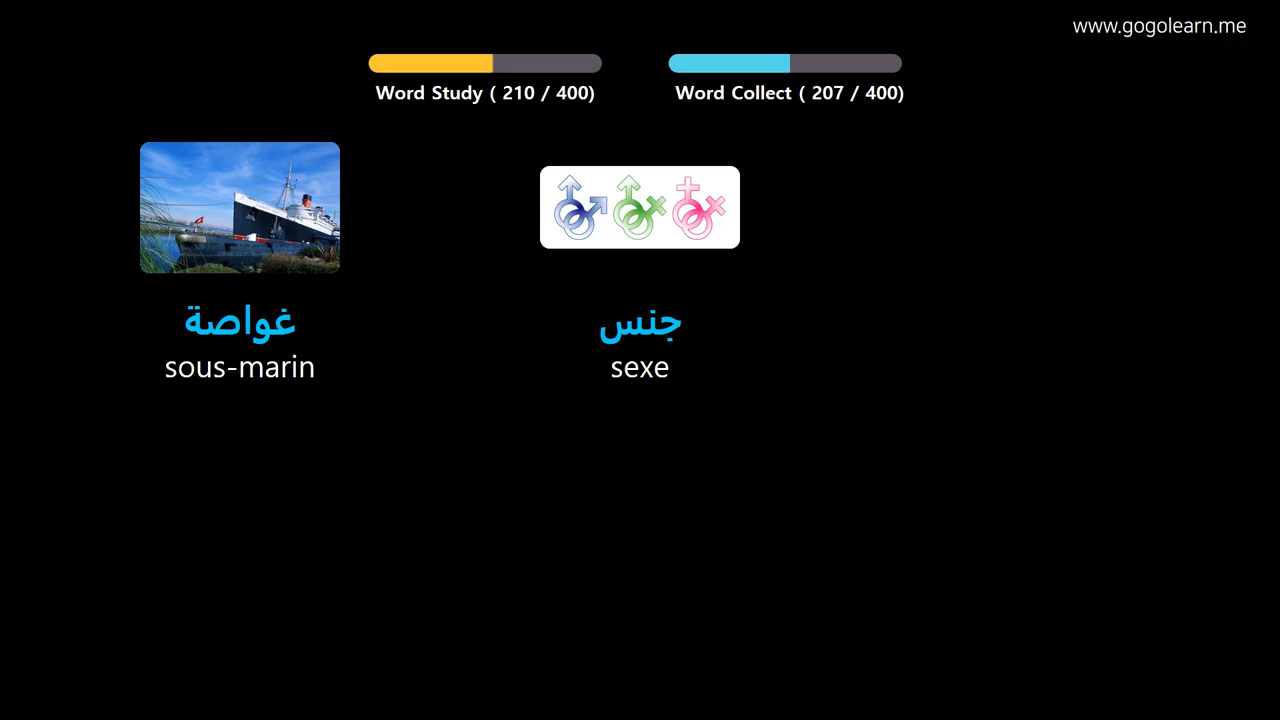 www.gogolearn.me
Word Study ( 210 / 400)
Word Collect ( 207 / 400)
غواصة
sous-marin
جنس
sexe